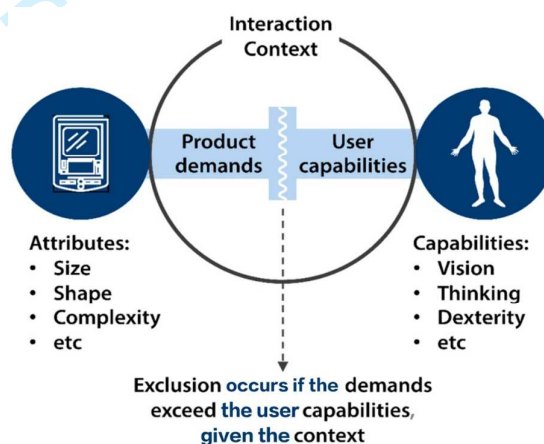 Interaction
Context
Product
demands
User
capabilities
Attributes:
• Size
• Shape
• Complexity
• etc
Capabilities:
• Vision
• Thinking
• Dexterity
• etc
Exclusion occurs if the demands
exceed the user capabilities,
given the context